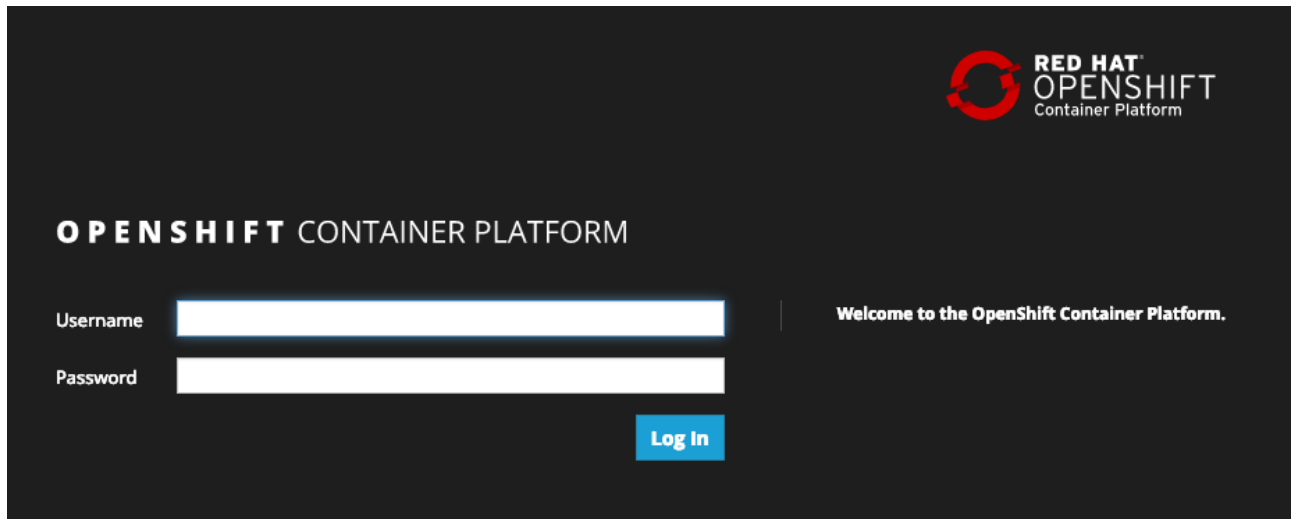 RED HAT
OPENSHIFT
Container Platform
OPENSHIFT CONTAINER PLATFORM
Username
Welcome to the OpenShift Container Platform.
Password
Log In